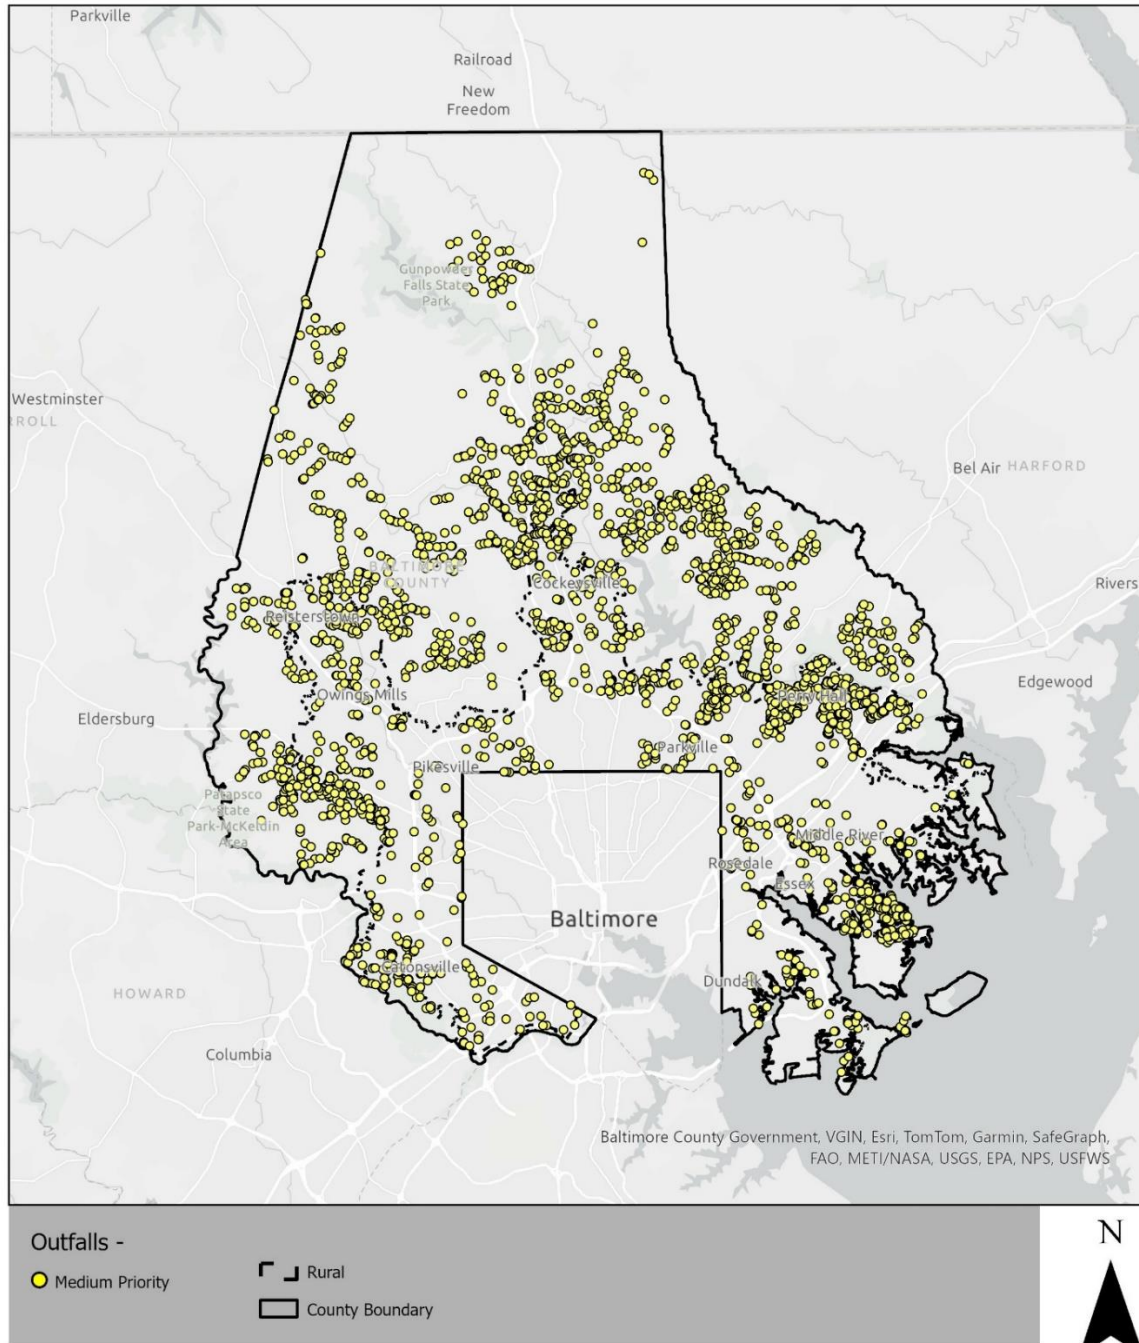 Parkville
Railroad
New
Freedom
Gunpowder
Falls State
Park
Westminster
RROLL
Bel Air
HARFORD
BALTIMORE
COUNTY
Cockeysville
Rivers
Reisterstown
Owings Mills
Perry Hall
Edgewood
Eldersburg
Parkville
Pikesville
Patapsco
State
Park-McKeldin
Area
Middle River
Rosedale
Essex
Baltimore
Catonsville
Dundalk
HOWARD
Columbia
Baltimore County Government, VGIN, Esri, TomTom, Garmin, SafeGraph,
FAO, METI/NASA, USGS, EPA, NPS, USFWS
Outfalls -
Medium Priority
Rural
County Boundary
N